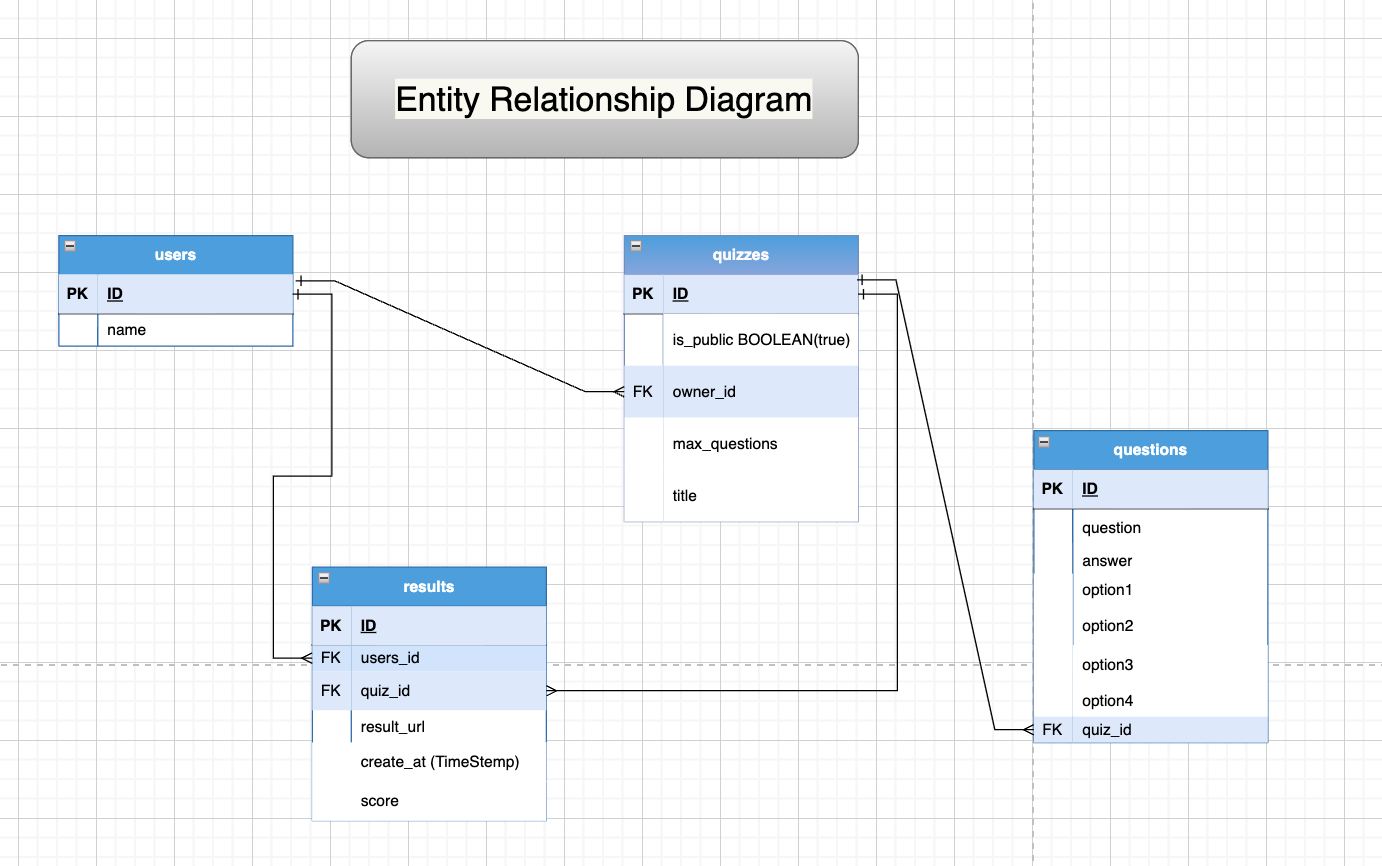 Entity Relationship Diagram
users
PK ID
name
quizzes
PK ID
is_public BOOLEAN(true)
FK owner_id
max_questions
title
questions
PK ID
question
answer
option1
option2
option3
option4
FK quiz_id
results
PK ID
FK users_id
FK quiz_id
result_url
create_at (TimeStemp)
score